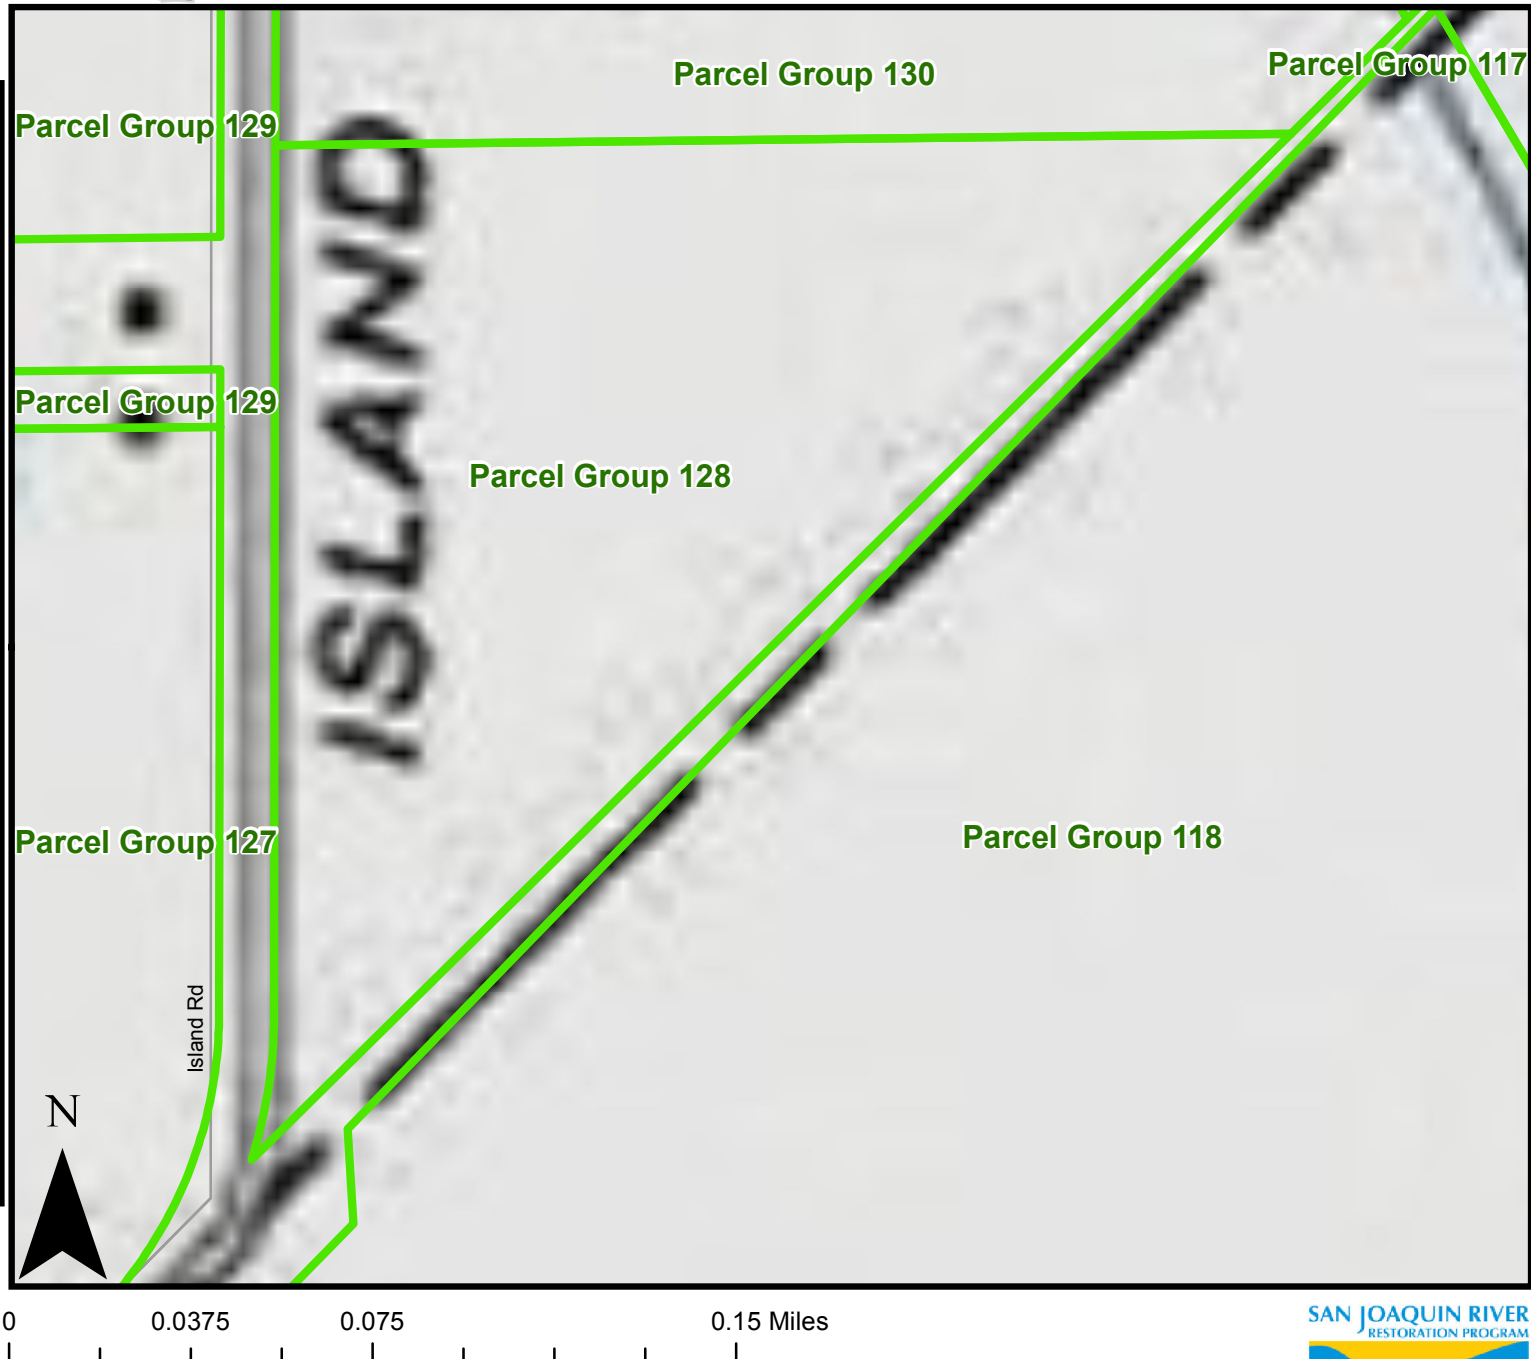 Parcel Group 117
Parcel Group 130
Parcel Group 129
Parcel Group 129
Parcel Group 128
ISLAND
Parcel Group 127
Parcel Group 118
Island Rd
N
0 0.0375 0.075 0.15 Miles
SAN JOAQUIN RIVER
RESTORATION PROGRAM